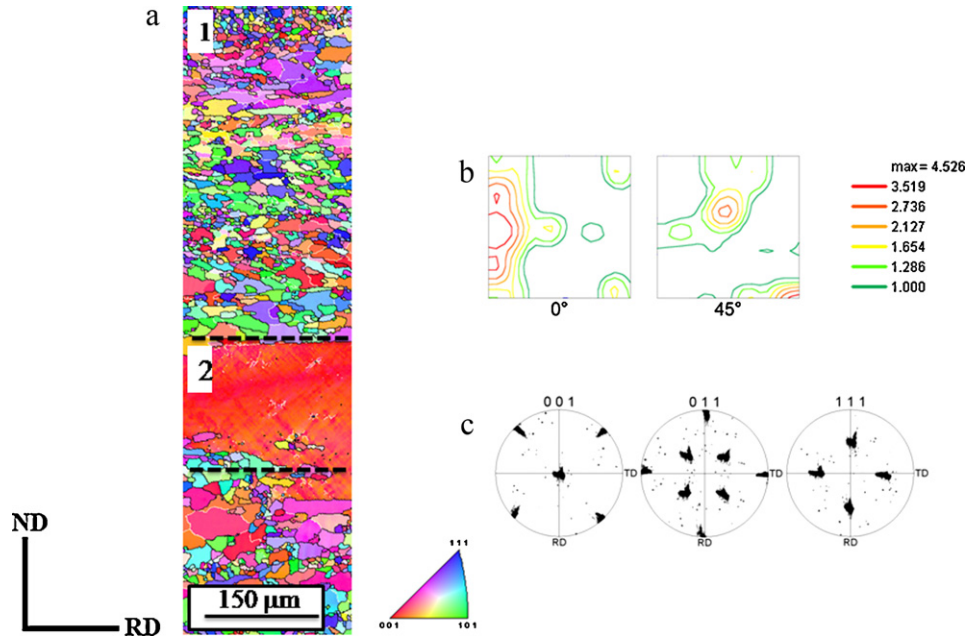 a
1
2
ND
RD
150 µm
111
001
101
b
0°
45°
max= 4.526
3.519
2.736
2.127
1.654
1.286
1.000
c
0 0 1
0 1 1
1 1 1
TD
TD
TD
RD
RD
RD